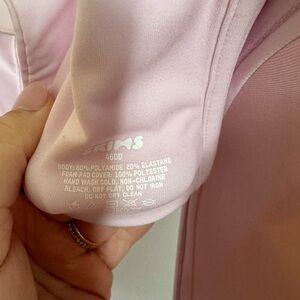 SKIMS
46DD
BODY: 80% POLYAMIDE 20% ELASTANE
FOAM PAD COVER: 100% POLYESTER
HAND WASH COLD, NON-CHLORINE
BLEACH, DRY FLAT, DO NOT IRON
DO NOT DRY CLEAN